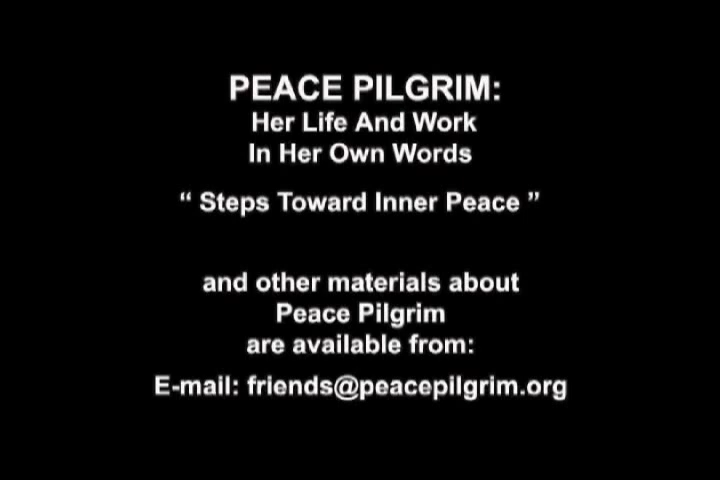 PEACE PILGRIM:
Her Life And Work
In Her Own Words
“ Steps Toward Inner Peace ”
and other materials about
Peace Pilgrim
are available from:
E-mail: friends@peacepilgrim.org